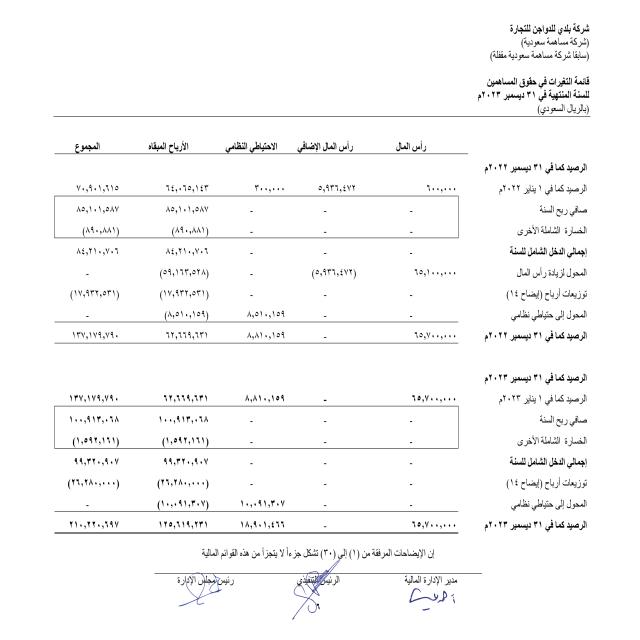 شركة بلدي للدواجن للتجارة
(شركة مساهمة سعودية)
(سابقا شركة مساهمة سعودية مقفلة)
قائمة التغيرات في حقوق المساهمين
للسنة المنتهية في ٣١ ديسمبر ٢٠٢٣م
(بالريال السعودي)
رأس المال رأس المال الإضافي الاحتياطي النظامي الأرباح المبقاه المجموع
الرصيد كما في ٣١ ديسمبر ٢٠٢٢م
الرصيد كما في ١ يناير ٢٠٢٢م ٦٠٠,٠٠٠ ٥,٩٣٦,٤٧٢ ٣٠٠,٠٠٠ ٦٤,٠٦٥,١٤٣ ٧٠,٩٠١,٦١٥
صافي ربح السنة - - - ٨٥,١٠١,٥٨٧ ٨٥,١٠١,٥٨٧
الخسارة الشاملة الأخرى - - - (٨٩٠,٨٨١) (٨٩٠,٨٨١)
إجمالي الدخل الشامل للسنة - - - ٨٤,٢١٠,٧٠٦ ٨٤,٢١٠,٧٠٦
المحول لزيادة رأس المال ٦٥,١٠٠,٠٠٠ (٥,٩٣٦,٤٧٢) - (٥٩,١٦٣,٥٢٨) -
توزيعات أرباح (إيضاح ١٤) - - - (١٧,٩٣٢,٥٣١) (١٧,٩٣٢,٥٣١)
المحول إلى حتياطي نظامي - - ٨,٥١٠,١٥٩ (٨,٥١٠,١٥٩) -
الرصيد كما في ٣١ ديسمبر ٢٠٢٢م ٦٥,٧٠٠,٠٠٠ - ٨,٨١٠,١٥٩ ٦٢,٦٦٩,٦٣١ ١٣٧,١٧٩,٧٩٠
الرصيد كما في ٣١ ديسمبر ٢٠٢٣م
الرصيد كما في ١ يناير ٢٠٢٣م ٦٥,٧٠٠,٠٠٠ - ٨,٨١٠,١٥٩ ٦٢,٦٦٩,٦٣١ ١٣٧,١٧٩,٧٩٠
صافي ربح السنة - - - ١٠٠,٩١٣,٠٦٨ ١٠٠,٩١٣,٠٦٨
الخسارة الشاملة الأخرى - - - (١,٥٩٢,١٦١) (١,٥٩٢,١٦١)
إجمالي الدخل الشامل للسنة - - - ٩٩,٣٢٠,٩٠٧ ٩٩,٣٢٠,٩٠٧
توزيعات أرباح (إيضاح ١٤) - - - (٢٦,٢٨٠,٠٠٠) (٢٦,٢٨٠,٠٠٠)
المحول إلى حتياطي نظامي - - ١٠,٠٩١,٣٠٧ (١٠,٠٩١,٣٠٧) -
الرصيد كما في ٣١ ديسمبر ٢٠٢٣م ٦٥,٧٠٠,٠٠٠ - ١٨,٩٠١,٤٦٦ ١٢٥,٦١٩,٢٣١ ٢١٠,٢٢٠,٦٩٧
إن الإيضاحات المرفقة من (١) إلى (٣٠) تشكل جزءاً لا يتجزأ من هذه القوائم المالية
مدير الإدارة المالية الرئيس التنفيذي رئيس مجلس الإدارة